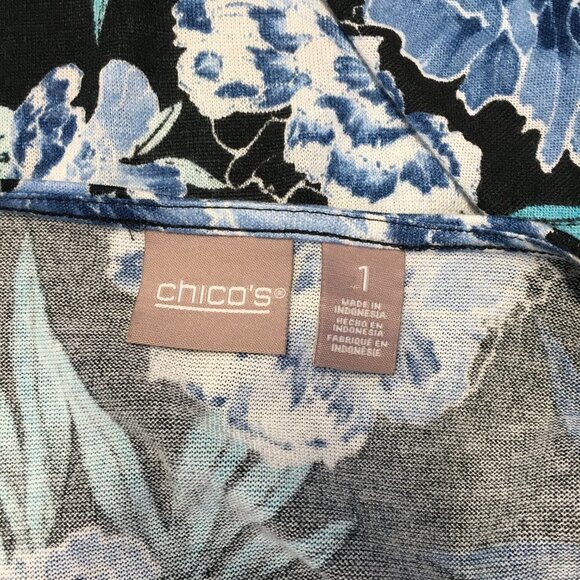 chico's®
1
MADE IN
INDONESIA
HECHO EN
INDONESIA
FABRIQUÉ EN
INDONÉSIE